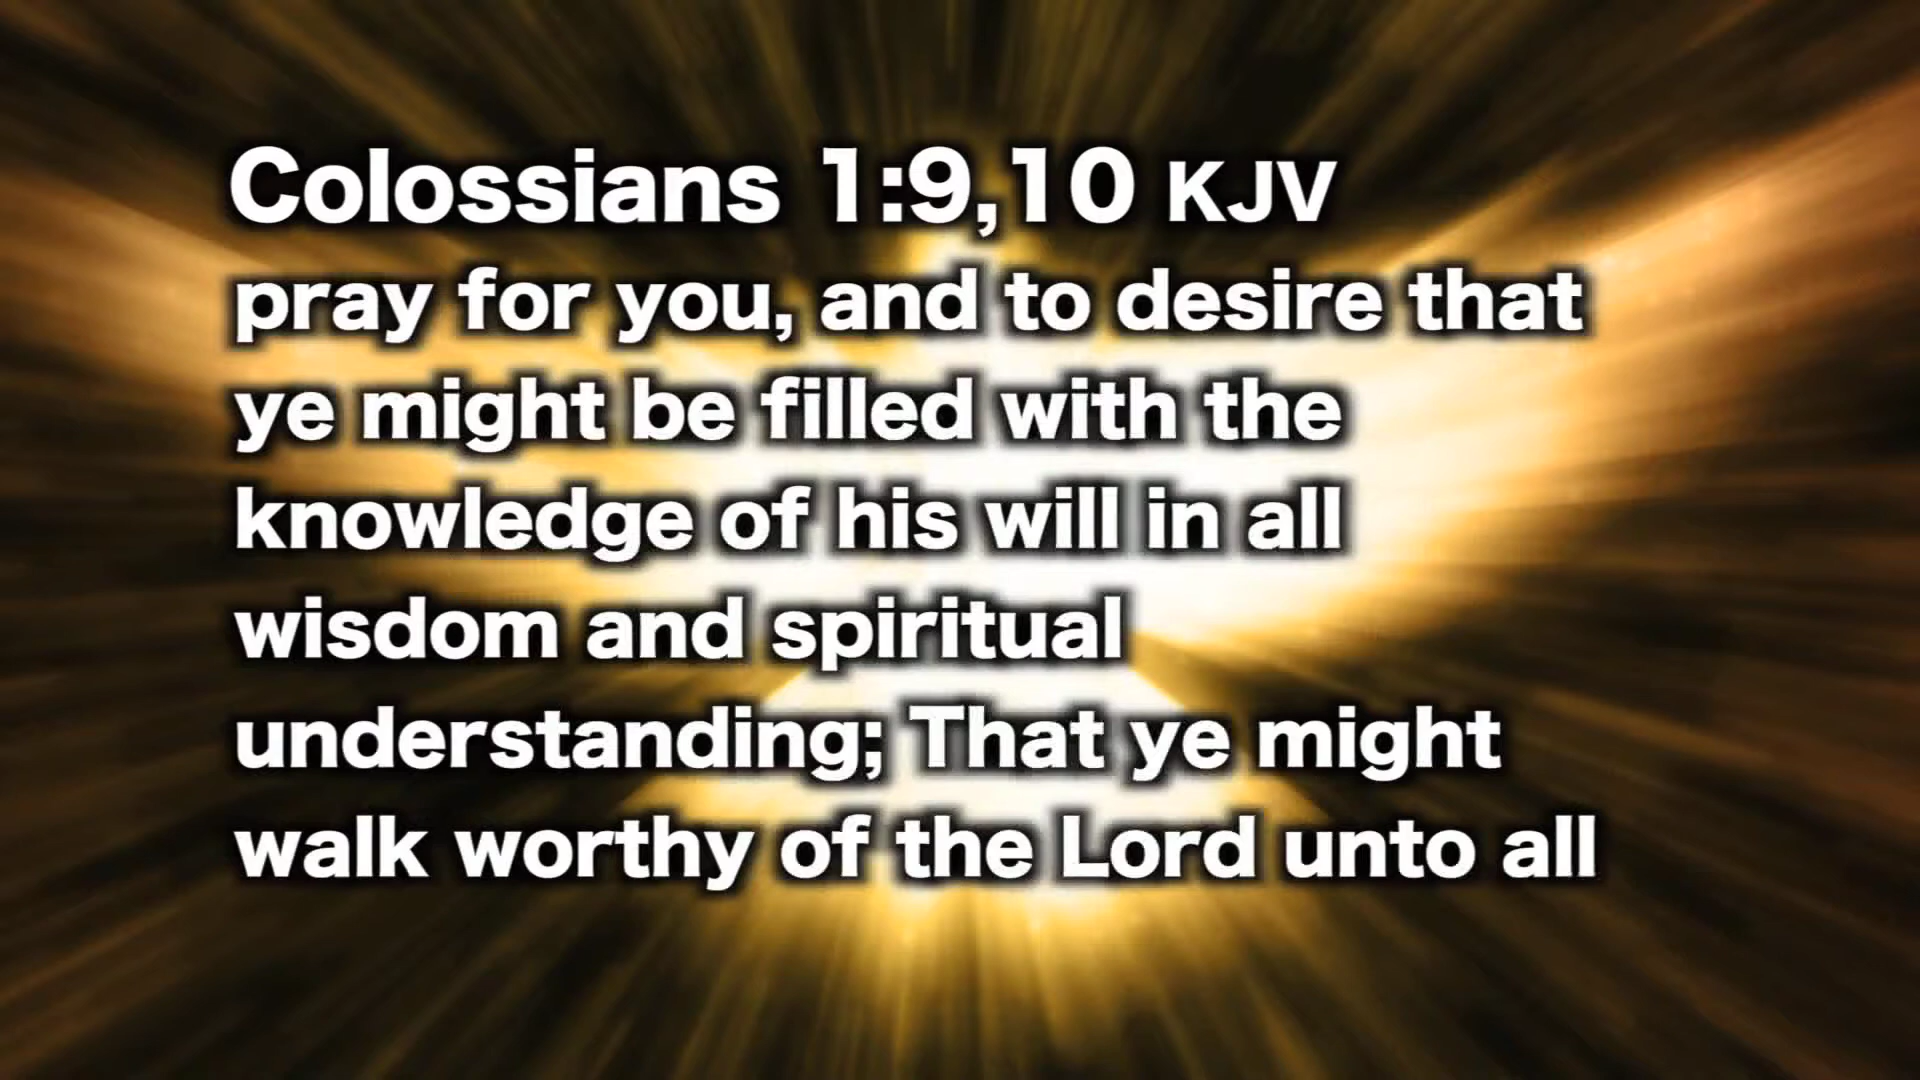 Colossians 1:9,10 KJV
pray for you, and to desire that
ye might be filled with the
knowledge of his will in all
wisdom and spiritual
understanding; That ye might
walk worthy of the Lord unto all